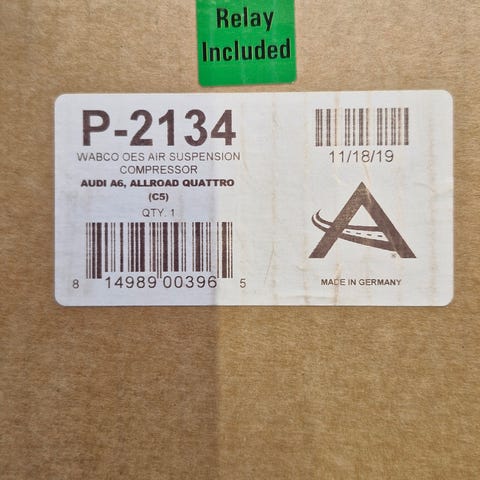 Relay
Included
P-2134
WABCO OES AIR SUSPENSION
COMPRESSOR
AUDI A6, ALLROAD QUATTRO
(C5)
QTY. 1
8 14989 00396 5
11/18/19
®
MADE IN GERMANY